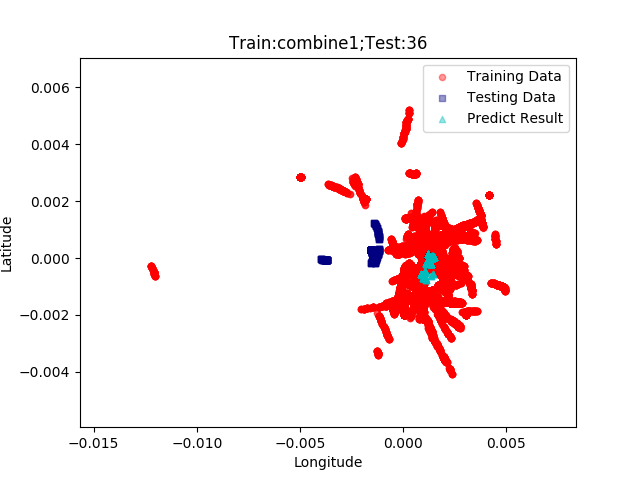 Train:combine1;Test:36
Training Data
Testing Data
Predict Result
0.006
0.004
0.002
0.000
−0.002
−0.004
Latitude
−0.015
−0.010
−0.005
0.000
0.005
Longitude